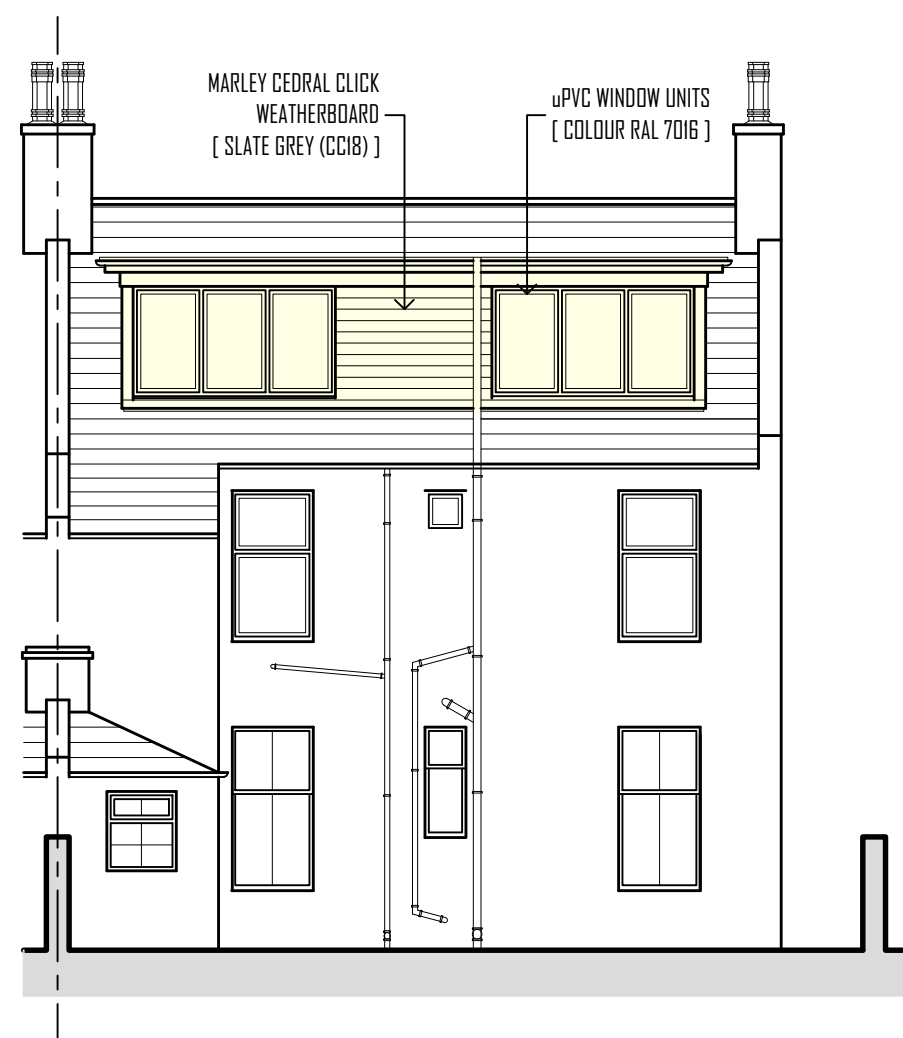 MARLEY CEDRAL CLICK
WEATHERBOARD
[ SLATE GREY (CC18) ]
uPVC WINDOW UNITS
[ COLOUR RAL 7016 ]